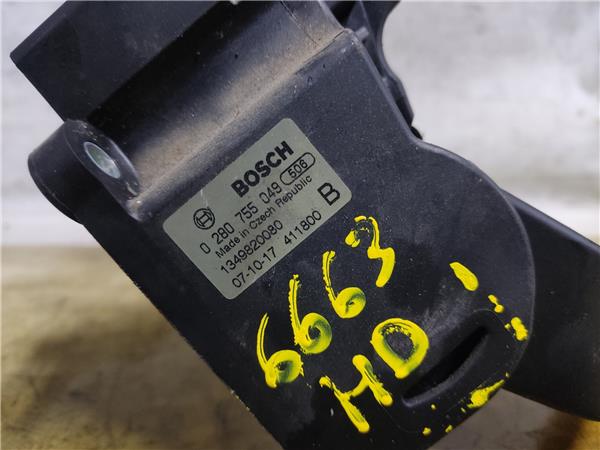 BOSCH
0 280 755 049 506
Made in Czech Republic
1349820080 B
07-10-17 411800
6663
HD